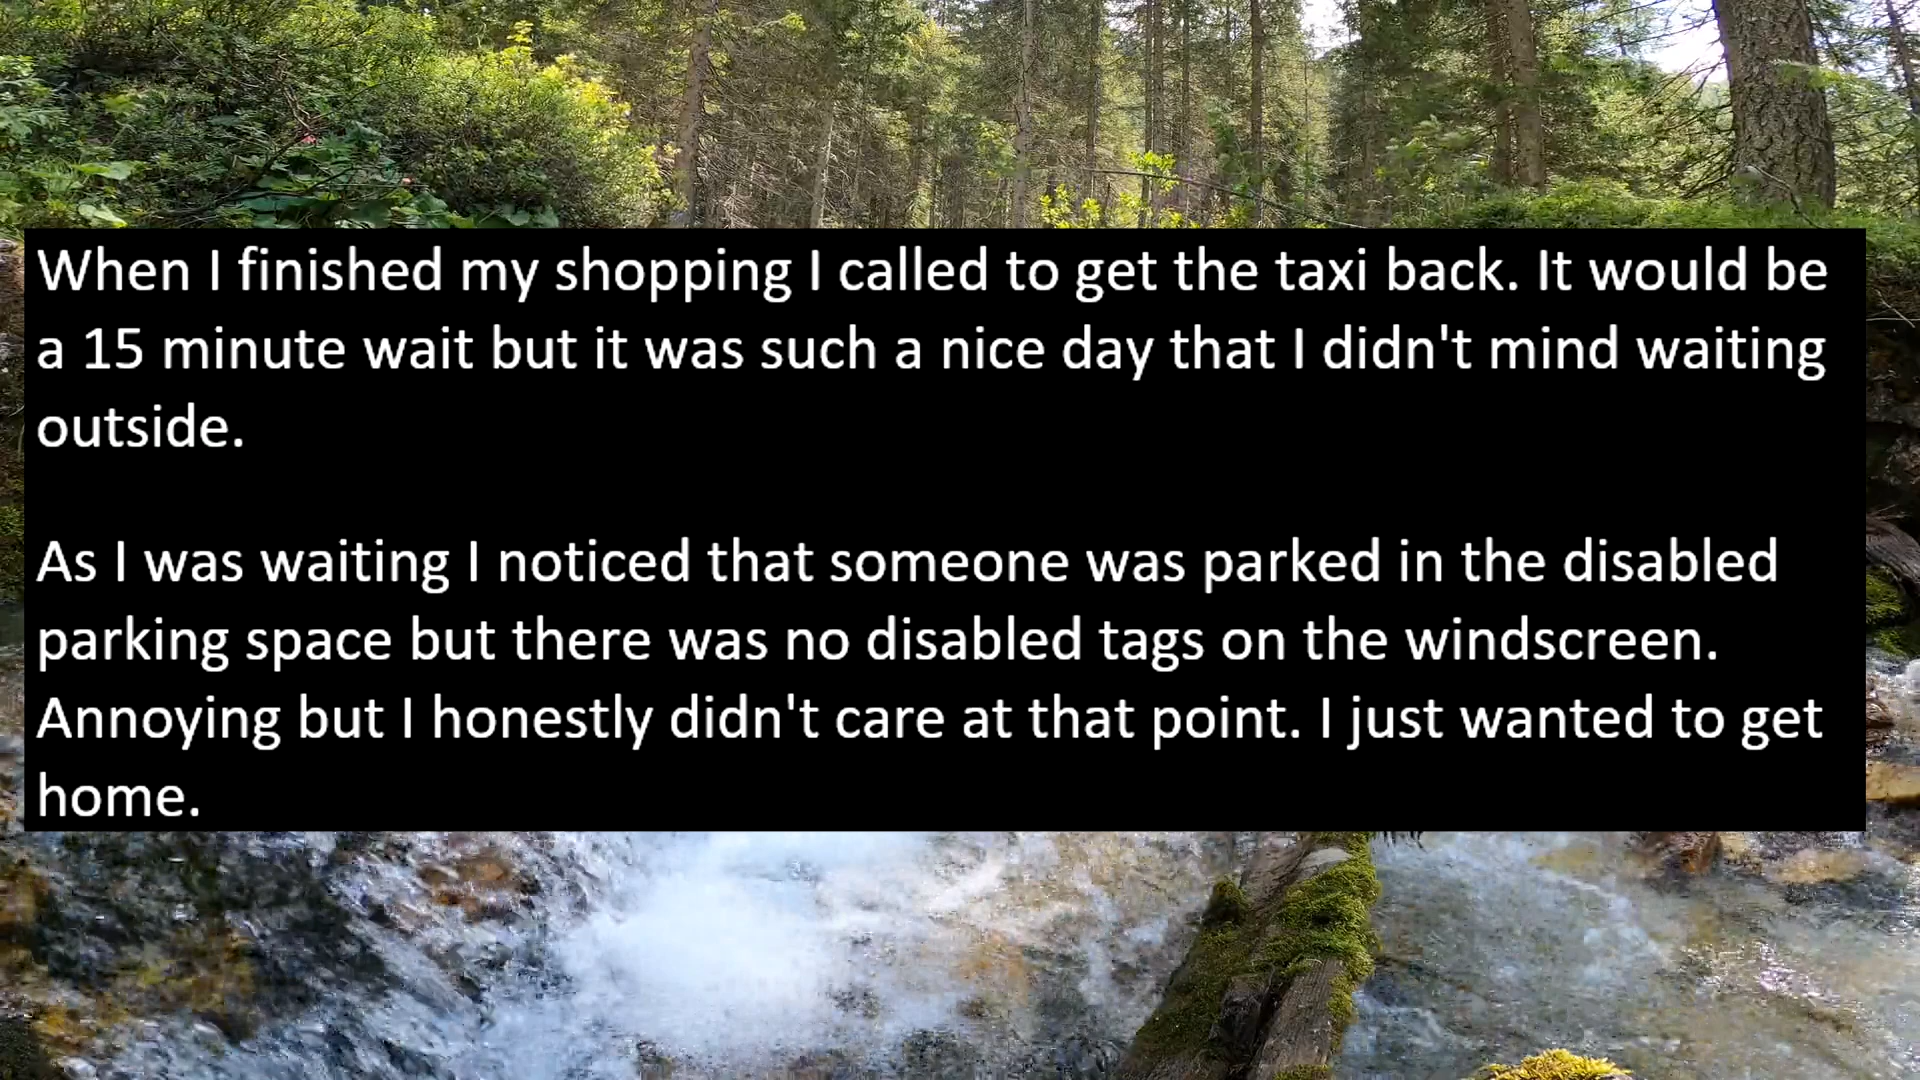 When I finished my shopping I called to get the taxi back. It would be
a 15 minute wait but it was such a nice day that I didn't mind waiting
outside.
As I was waiting I noticed that someone was parked in the disabled
parking space but there was no disabled tags on the windscreen.
Annoying but I honestly didn't care at that point. I just wanted to get
home.